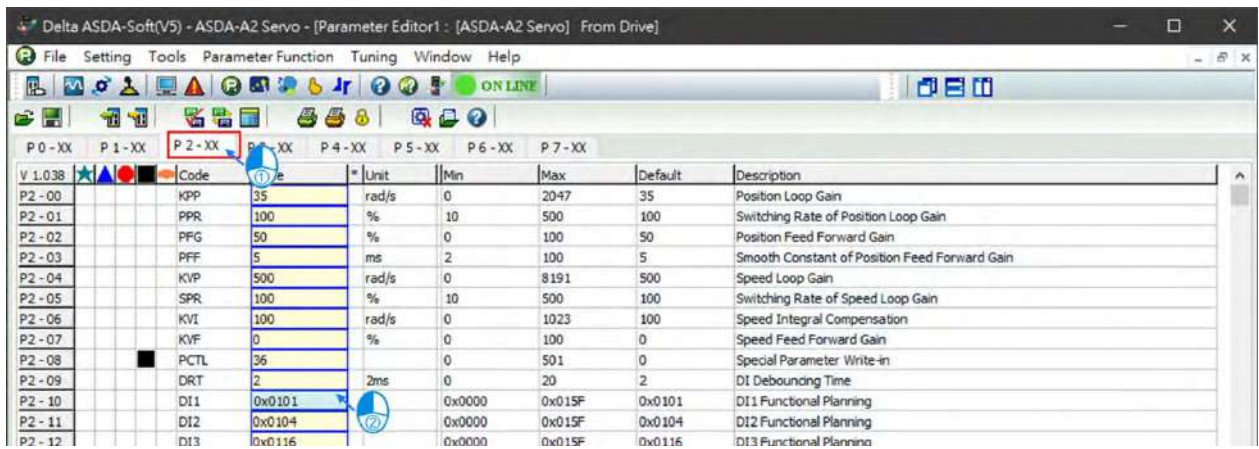 Delta ASDA-Soft(V5) - ASDA-A2 Servo - [Parameter Editor1 : [ASDA-A2 Servo] From Drive]
File Setting Tools Parameter Function Tuning Window Help
ON LINE
P 0 - XX P 1 - XX P 2 - XX XX P 4 - XX P 5 - XX P 6 - XX P 7 - XX
V 1.038 Code * Unit Min Max Default Description
①
P2 - 00 KPP 35 rad/s 0 2047 35 Position Loop Gain
P2 - 01 PPR 100 % 10 500 100 Switching Rate of Position Loop Gain
P2 - 02 PFG 50 % 0 100 50 Position Feed Forward Gain
P2 - 03 PFF 5 ms 2 100 5 Smooth Constant of Position Feed Forward Gain
P2 - 04 KVP 500 rad/s 0 8191 500 Speed Loop Gain
P2 - 05 SPR 100 % 10 500 100 Switching Rate of Speed Loop Gain
P2 - 06 KVI 100 rad/s 0 1023 100 Speed Integral Compensation
P2 - 07 KVF 0 % 0 100 0 Speed Feed Forward Gain
P2 - 08 PCTL 36 0 501 0 Special Parameter Write-in
P2 - 09 DRT 2 2ms 0 20 2 DI Debouncing Time
P2 - 10 DI1 0x0101 0x0000 0x015F 0x0101 DI1 Functional Planning
P2 - 11 DI2 0x0104 0x0000 0x015F 0x0104 DI2 Functional Planning
②
P2 - 12 DI3 0x0116 0x0000 0x015F 0x0116 DI3 Functional Planning